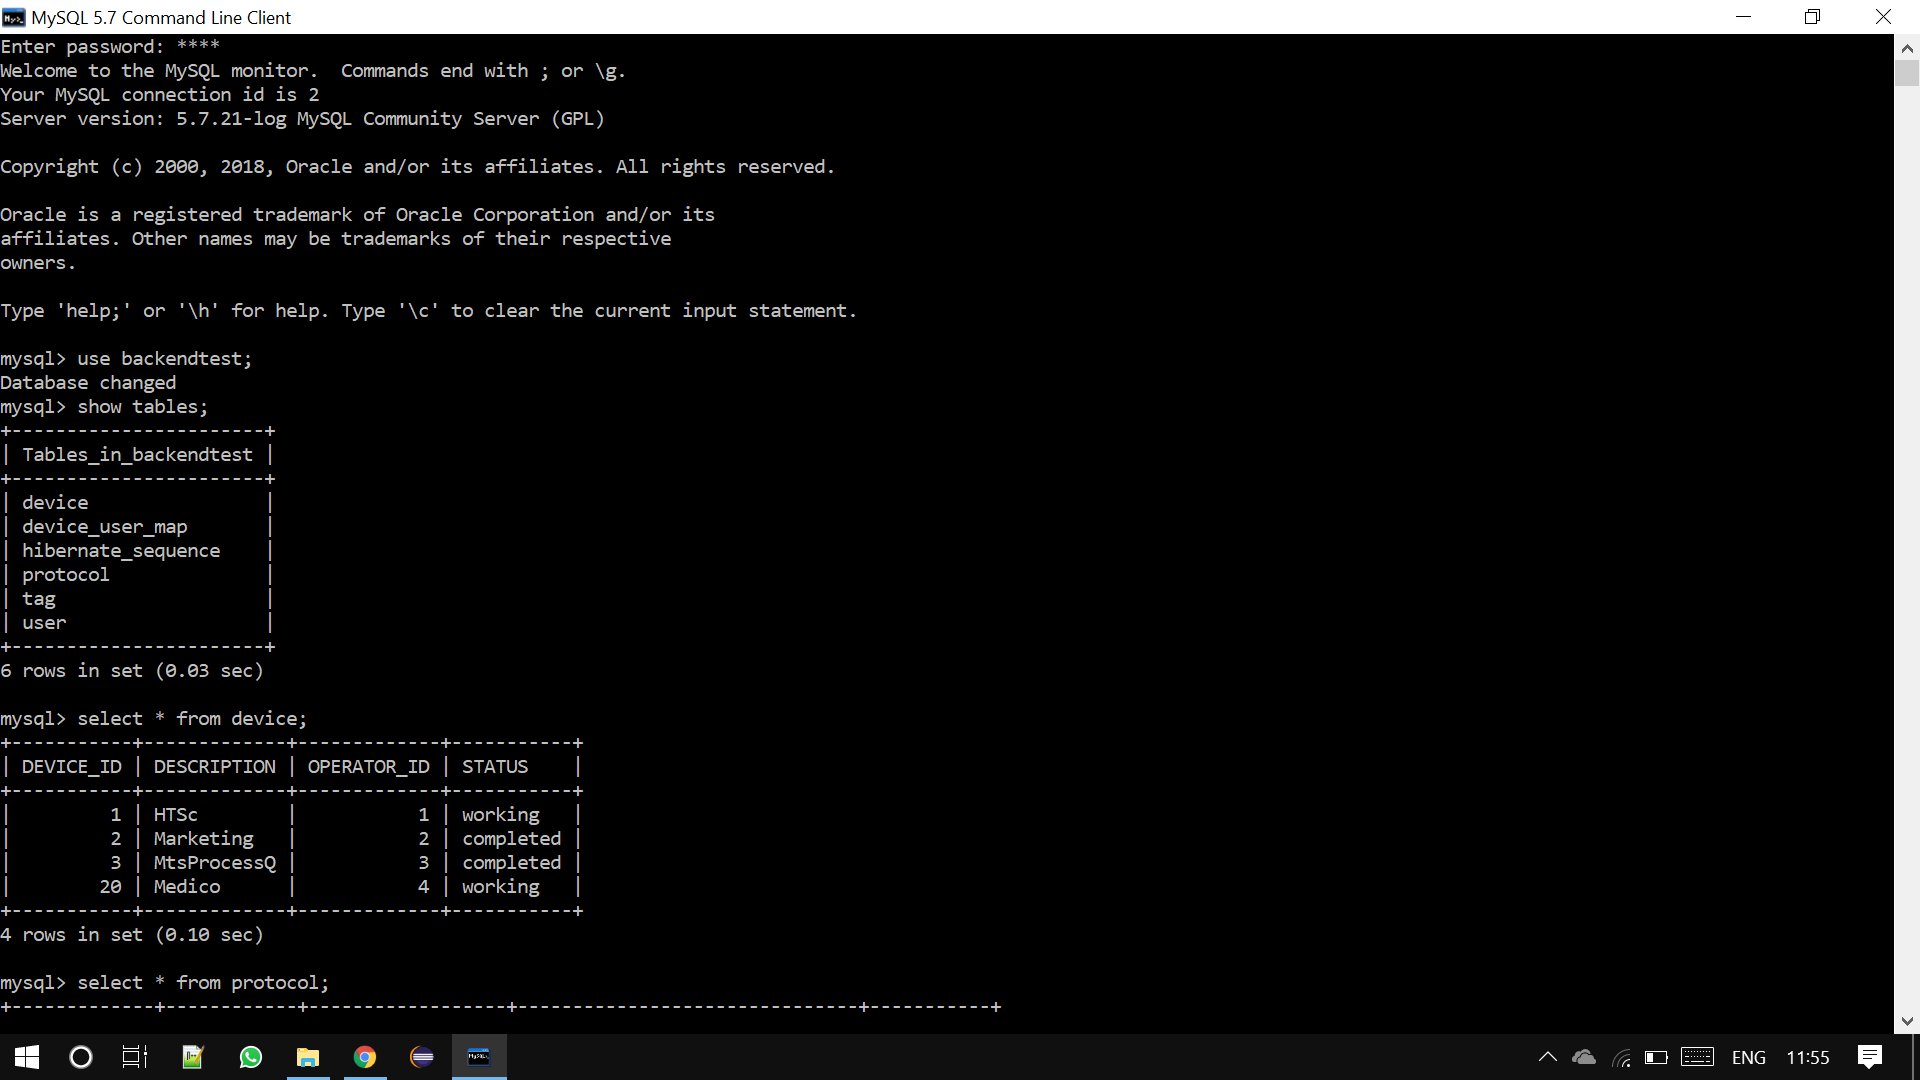 MySQL 5.7 Command Line Client
Enter password: ****
Welcome to the MySQL monitor.  Commands end with ; or \g.
Your MySQL connection id is 2
Server version: 5.7.21-log MySQL Community Server (GPL)
Copyright (c) 2000, 2018, Oracle and/or its affiliates. All rights reserved.
Oracle is a registered trademark of Oracle Corporation and/or its
affiliates. Other names may be trademarks of their respective
owners.
Type 'help;' or '\h' for help. Type '\c' to clear the current input statement.
mysql> use backendtest;
Database changed
mysql> show tables;
+-----------------------+
| Tables_in_backendtest |
+-----------------------+
| device                |
| device_user_map       |
| hibernate_sequence    |
| protocol              |
| tag                   |
| user                  |
+-----------------------+
6 rows in set (0.03 sec)
mysql> select * from device;
+-----------+-------------+-------------+-----------+
| DEVICE_ID | DESCRIPTION | OPERATOR_ID | STATUS    |
+-----------+-------------+-------------+-----------+
|         1 | HTSc        |           1 | working   |
|         2 | Marketing   |           2 | completed |
|         3 | MtsProcessQ |           3 | completed |
|        20 | Medico      |           4 | working   |
+-----------+-------------+-------------+-----------+
4 rows in set (0.10 sec)
mysql> select * from protocol;
+-------------+------------+------------------+-------------------------------+-----------+
ENG 11:55